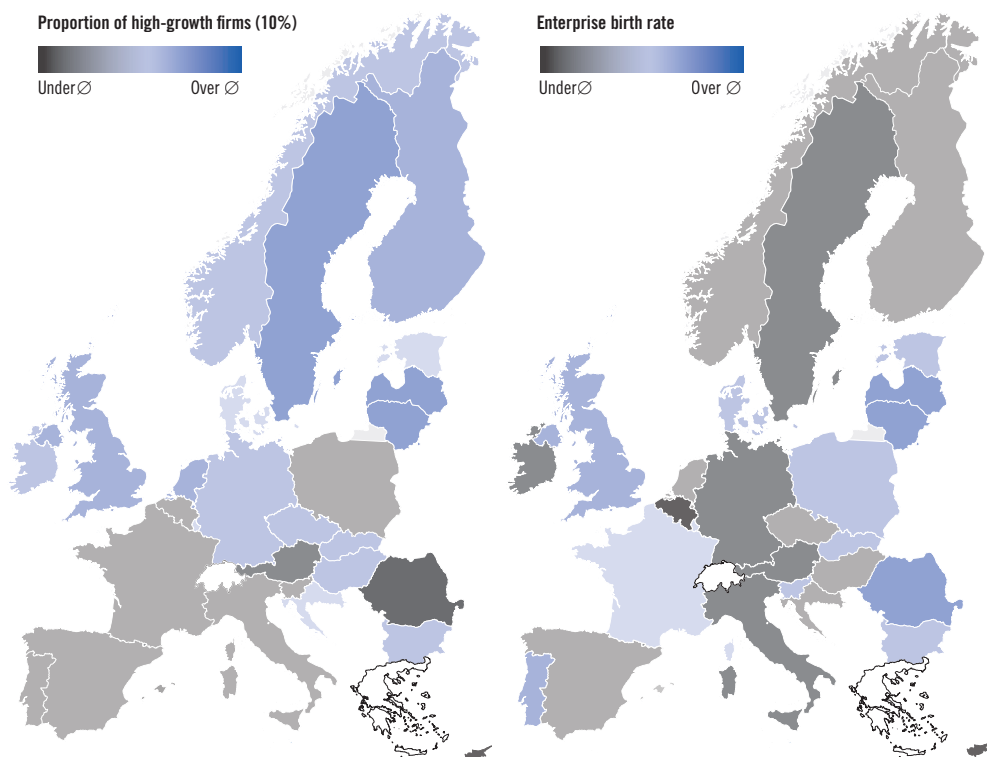 Proportion of high-growth firms (10%)
Under ∅ Over ∅
Enterprise birth rate
Under∅ Over ∅